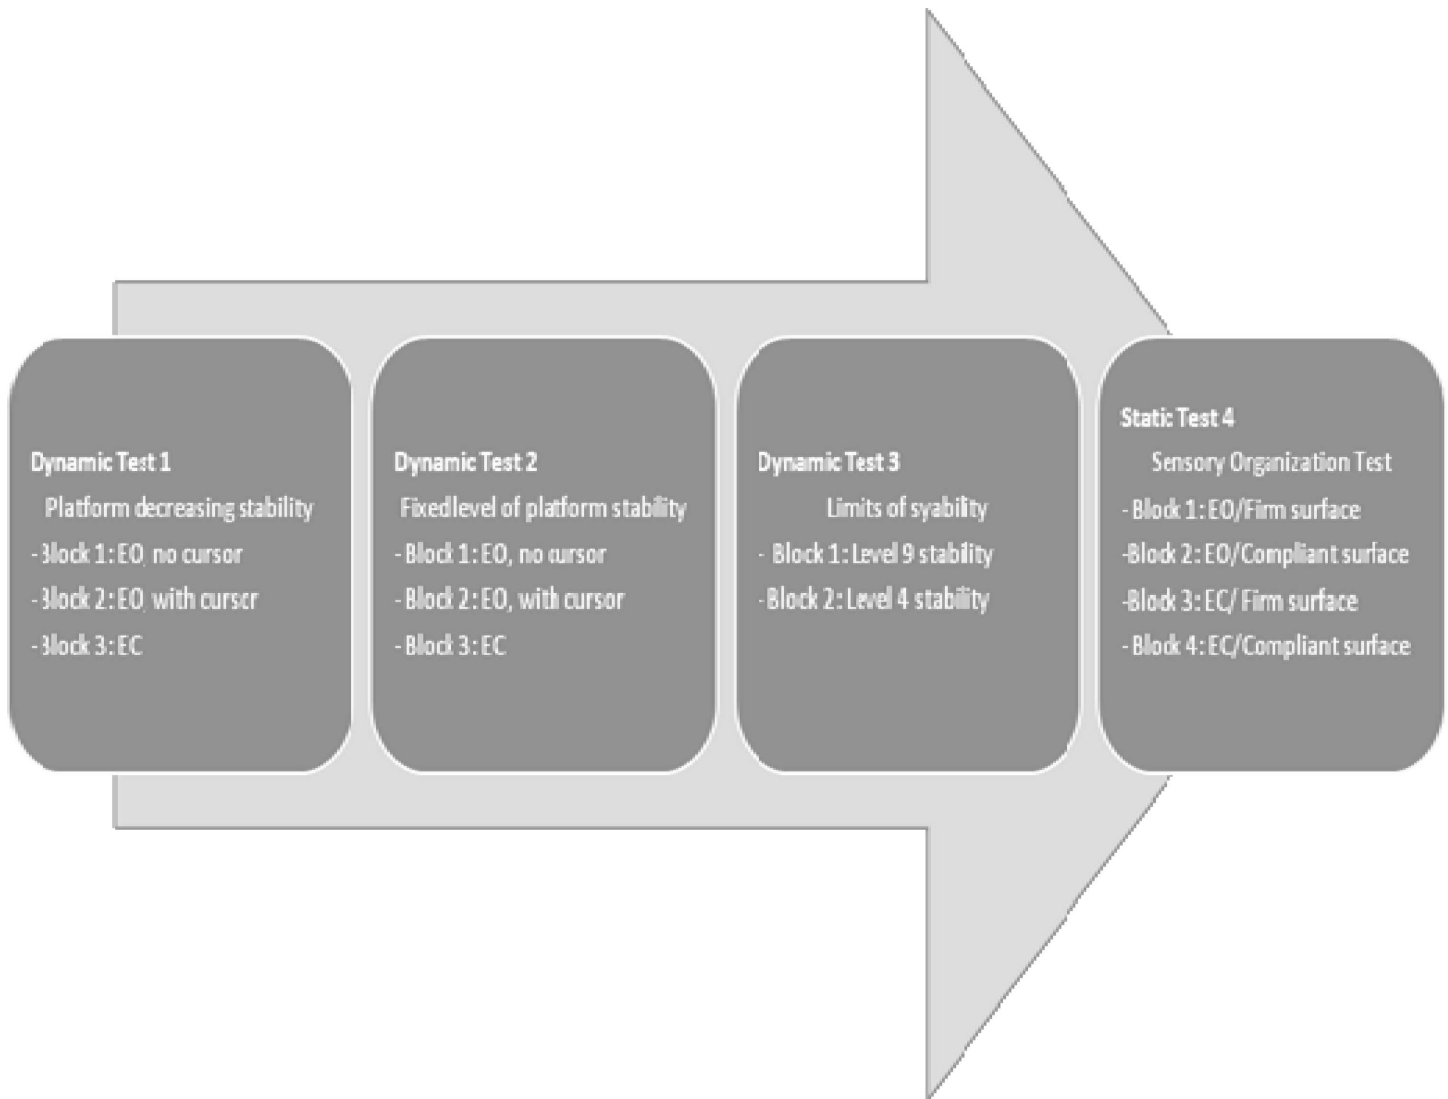 Dynamic Test 1
Platform decreasing stability
- Block 1: EO, no cursor
- Block 2: EO, with cursor
- Block 3: EC
Dynamic Test 2
Fixed level of platform stability
- Block 1: EO, no cursor
- Block 2: EO, with cursor
- Block 3: EC
Dynamic Test 3
Limits of syability
- Block 1: Level 9 stability
- Block 2: Level 4 stability
Static Test 4
Sensory Organization Test
- Block 1: EO/Firm surface
-Block 2: EO/Compliant surface
-Block 3: EC/ Firm surface
- Block 4: EC/Compliant surface